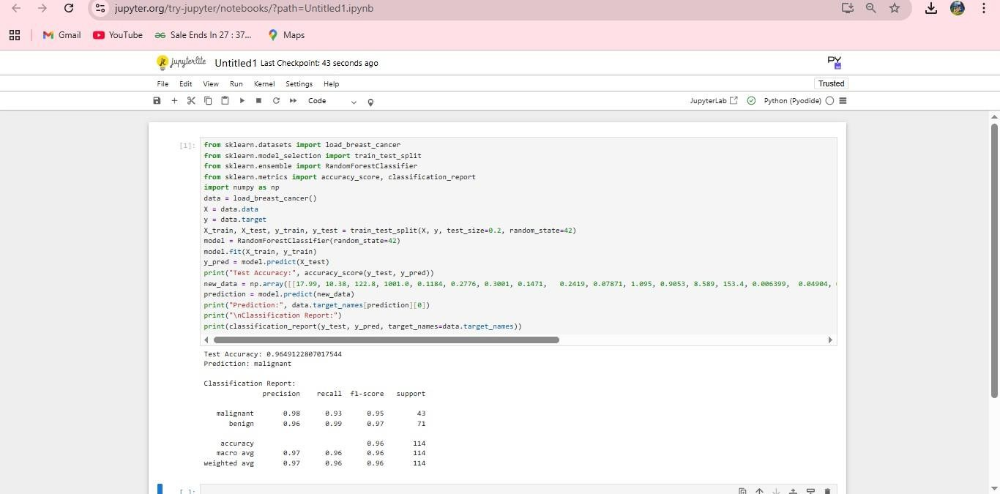 jupyter.org/try-jupyter/notebooks/?path=Untitled1.ipynb
Gmail YouTube Sale Ends In 27 : 37... Maps
jupyterlite Untitled1 Last Checkpoint: 43 seconds ago PY
File Edit View Run Kernel Settings Help Trusted
Code JupyterLab Python (Pyodide)
[1]: from sklearn.datasets import load_breast_cancer
from sklearn.model_selection import train_test_split
from sklearn.ensemble import RandomForestClassifier
from sklearn.metrics import accuracy_score, classification_report
import numpy as np
data = load_breast_cancer()
X = data.data
y = data.target
X_train, X_test, y_train, y_test = train_test_split(X, y, test_size=0.2, random_state=42)
model = RandomForestClassifier(random_state=42)
model.fit(X_train, y_train)
y_pred = model.predict(X_test)
print("Test Accuracy:", accuracy_score(y_test, y_pred))
new_data = np.array([[17.99, 10.38, 122.8, 1001.0, 0.1184, 0.2776, 0.3001, 0.1471, 0.2419, 0.07871, 1.095, 0.9053, 8.589, 153.4, 0.006399, 0.04904,
prediction = model.predict(new_data)
print("Prediction:", data.target_names[prediction][0])
print("\nClassification Report:")
print(classification_report(y_test, y_pred, target_names=data.target_names))
Test Accuracy: 0.9649122807017544
Prediction: malignant
Classification Report:
precision recall f1-score support
malignant 0.98 0.93 0.95 43
benign 0.96 0.99 0.97 71
accuracy 0.96 114
macro avg 0.97 0.96 0.96 114
weighted avg 0.97 0.96 0.96 114
[ ]: